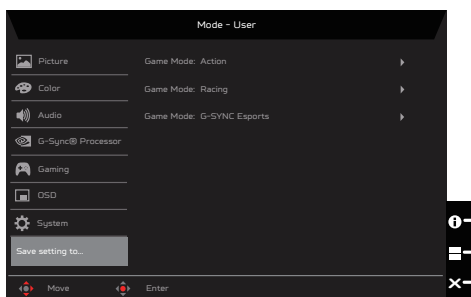 Mode - User
Picture
Game Mode: Action
Color
Game Mode: Racing
Audio
Game Mode: G-SYNC Esports
G-Sync® Processor
Gaming
OSD
System
Save setting to...
Move Enter